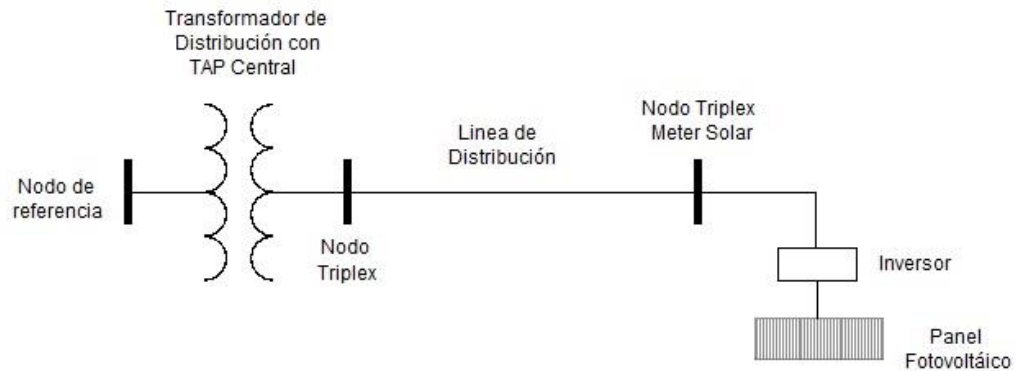 Transformador de
Distribución con
TAP Central
Nodo de
referencia
Nodo
Triplex
Linea de
Distribución
Nodo Triplex
Meter Solar
Inversor
Panel
Fotovoltáico